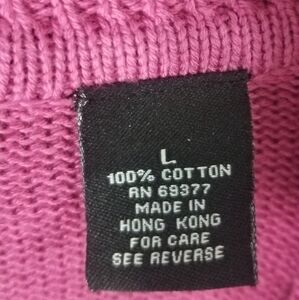 L
100% COTTON
RN 69377
MADE IN
HONG KONG
FOR CARE
SEE REVERSE